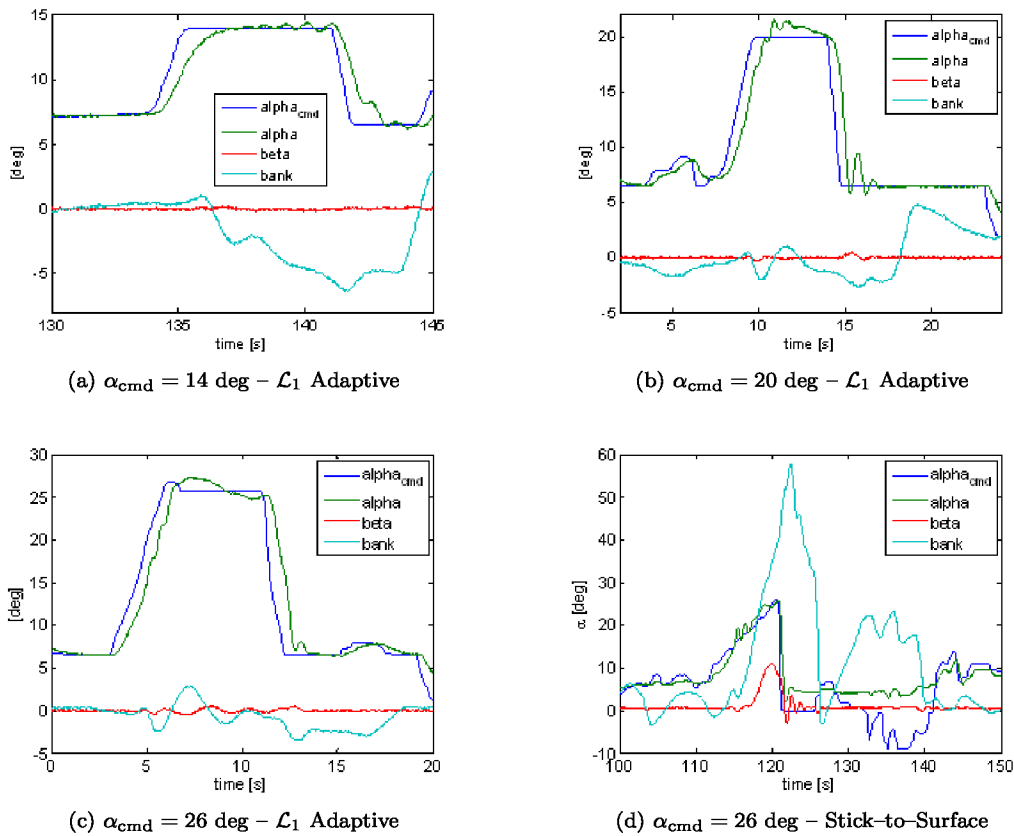 15
10
5
0
-5
[deg]
alpha_cmd
alpha
beta
bank
130 135 140 145
time [s]
(a) α_cmd = 14 deg – ℒ₁ Adaptive
20
15
10
5
0
-5
[deg]
alpha_cmd
alpha
beta
bank
5 10 15 20
time [s]
(b) α_cmd = 20 deg – ℒ₁ Adaptive
30
25
20
15
10
5
0
-5
[deg]
alpha_cmd
alpha
beta
bank
0 5 10 15 20
time [s]
(c) α_cmd = 26 deg – ℒ₁ Adaptive
60
50
40
30
20
10
0
-10
α [deg]
alpha_cmd
alpha
beta
bank
100 110 120 130 140 150
time [s]
(d) α_cmd = 26 deg – Stick–to–Surface